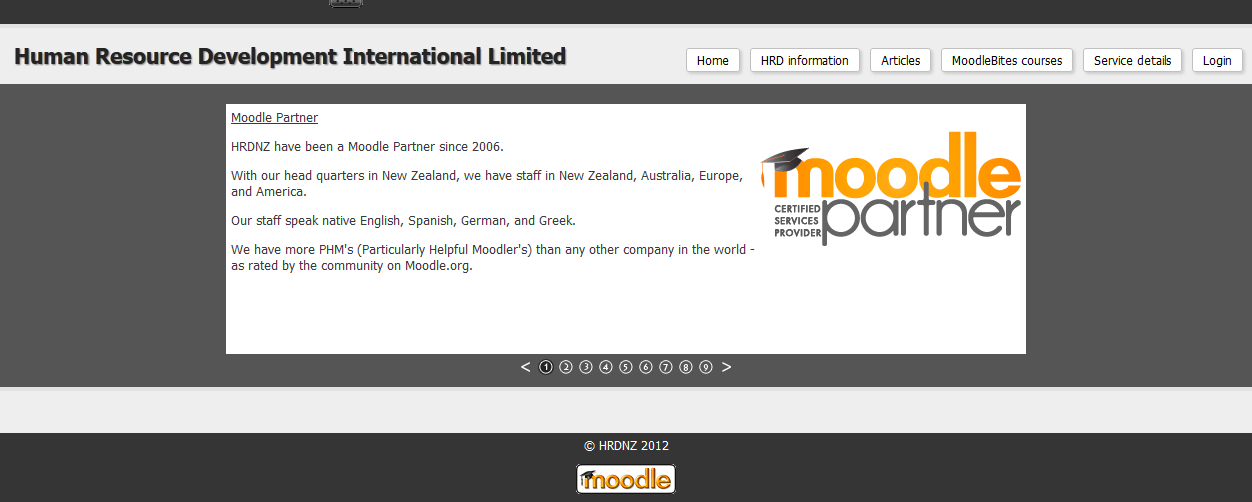 Human Resource Development International Limited
Home HRD information Articles MoodleBites courses Service details Login
Moodle Partner
HRDNZ have been a Moodle Partner since 2006.
With our head quarters in New Zealand, we have staff in New Zealand, Australia, Europe,
and America.
Our staff speak native English, Spanish, German, and Greek.
We have more PHM's (Particularly Helpful Moodler's) than any other company in the world -
as rated by the community on Moodle.org.
moodle
CERTIFIED
SERVICES
PROVIDER
partner
< 1 2 3 4 5 6 7 8 9 >
© HRDNZ 2012
moodle